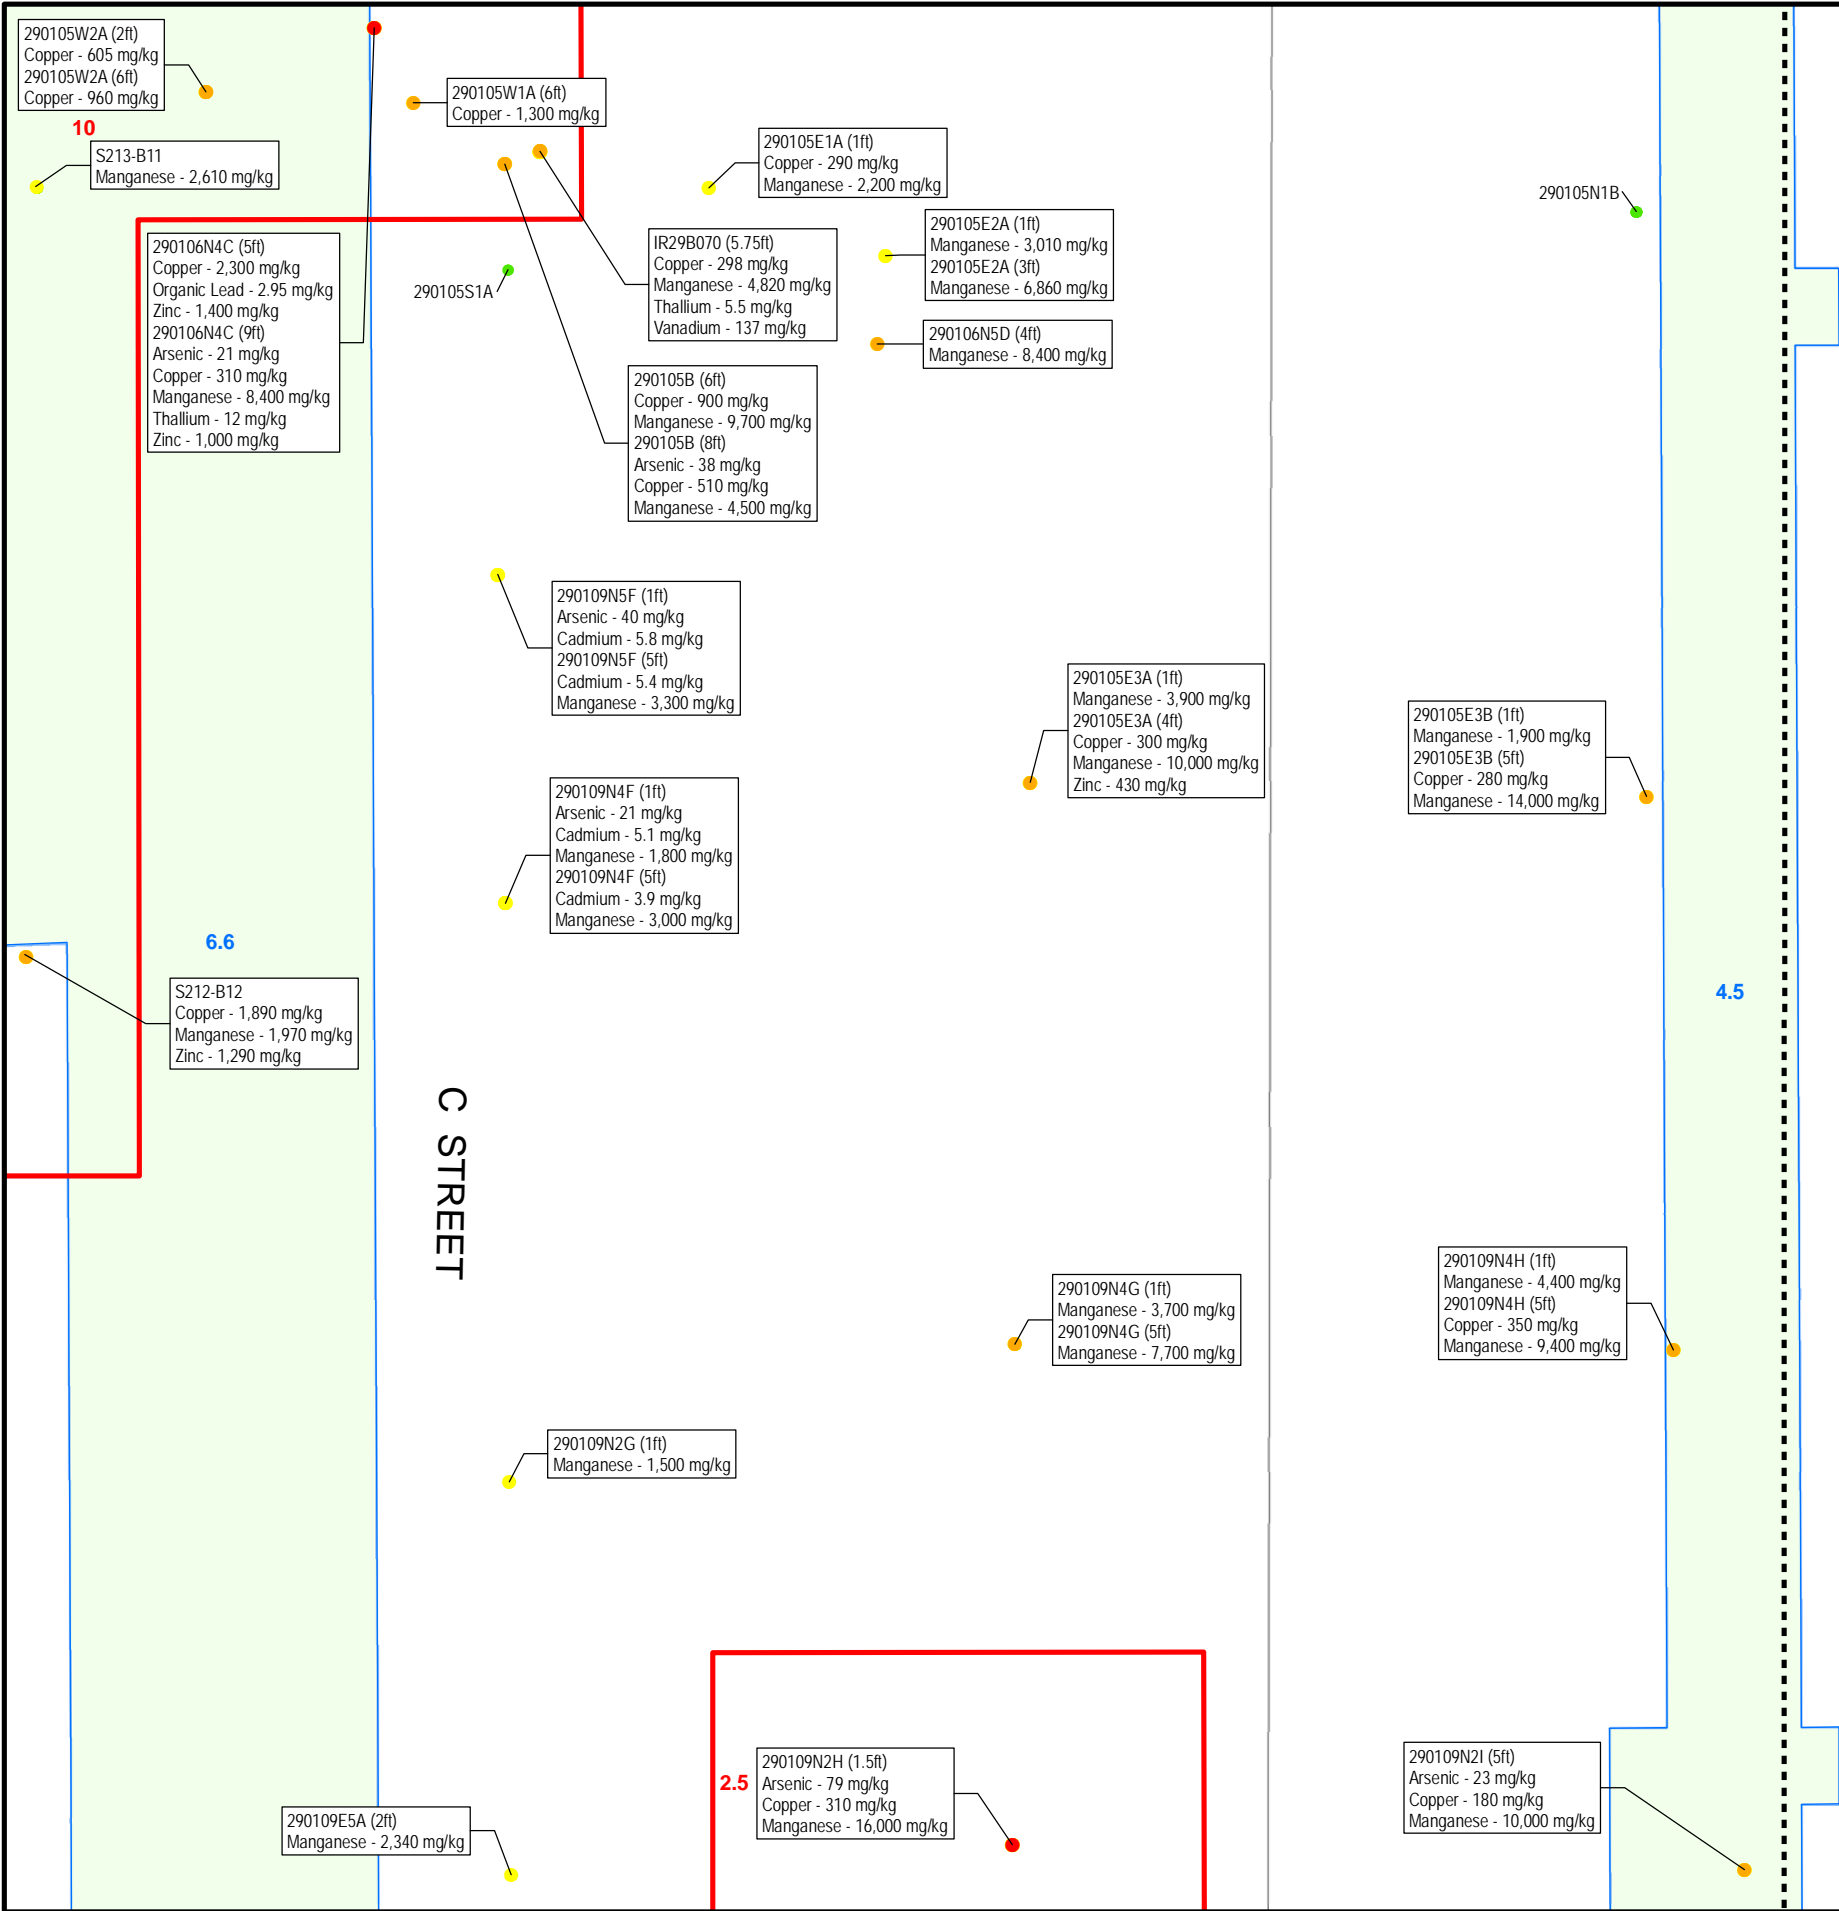 290105W2A (2ft)
Copper - 605 mg/kg
290105W2A (6ft)
Copper - 960 mg/kg
10
S213-B11
Manganese - 2,610 mg/kg
290105W1A (6ft)
Copper - 1,300 mg/kg
290105E1A (1ft)
Copper - 290 mg/kg
Manganese - 2,200 mg/kg
290105N1B
290106N4C (5ft)
Copper - 2,300 mg/kg
Organic Lead - 2.95 mg/kg
Zinc - 1,400 mg/kg
290106N4C (9ft)
Arsenic - 21 mg/kg
Copper - 310 mg/kg
Manganese - 8,400 mg/kg
Thallium - 12 mg/kg
Zinc - 1,000 mg/kg
290105S1A
IR29B070 (5.75ft)
Copper - 298 mg/kg
Manganese - 4,820 mg/kg
Thallium - 5.5 mg/kg
Vanadium - 137 mg/kg
290105E2A (1ft)
Manganese - 3,010 mg/kg
290105E2A (3ft)
Manganese - 6,860 mg/kg
290106N5D (4ft)
Manganese - 8,400 mg/kg
290105B (6ft)
Copper - 900 mg/kg
Manganese - 9,700 mg/kg
290105B (8ft)
Arsenic - 38 mg/kg
Copper - 510 mg/kg
Manganese - 4,500 mg/kg
290109N5F (1ft)
Arsenic - 40 mg/kg
Cadmium - 5.8 mg/kg
290109N5F (5ft)
Cadmium - 5.4 mg/kg
Manganese - 3,300 mg/kg
290105E3A (1ft)
Manganese - 3,900 mg/kg
290105E3A (4ft)
Copper - 300 mg/kg
Manganese - 10,000 mg/kg
Zinc - 430 mg/kg
290105E3B (1ft)
Manganese - 1,900 mg/kg
290105E3B (5ft)
Copper - 280 mg/kg
Manganese - 14,000 mg/kg
290109N4F (1ft)
Arsenic - 21 mg/kg
Cadmium - 5.1 mg/kg
Manganese - 1,800 mg/kg
290109N4F (5ft)
Cadmium - 3.9 mg/kg
Manganese - 3,000 mg/kg
6.6
4.5
S212-B12
Copper - 1,890 mg/kg
Manganese - 1,970 mg/kg
Zinc - 1,290 mg/kg
C STREET
290109N4G (1ft)
Manganese - 3,700 mg/kg
290109N4G (5ft)
Manganese - 7,700 mg/kg
290109N4H (1ft)
Manganese - 4,400 mg/kg
290109N4H (5ft)
Copper - 350 mg/kg
Manganese - 9,400 mg/kg
290109N2G (1ft)
Manganese - 1,500 mg/kg
2.5
290109N2H (1.5ft)
Arsenic - 79 mg/kg
Copper - 310 mg/kg
Manganese - 16,000 mg/kg
290109N2I (5ft)
Arsenic - 23 mg/kg
Copper - 180 mg/kg
Manganese - 10,000 mg/kg
290109E5A (2ft)
Manganese - 2,340 mg/kg